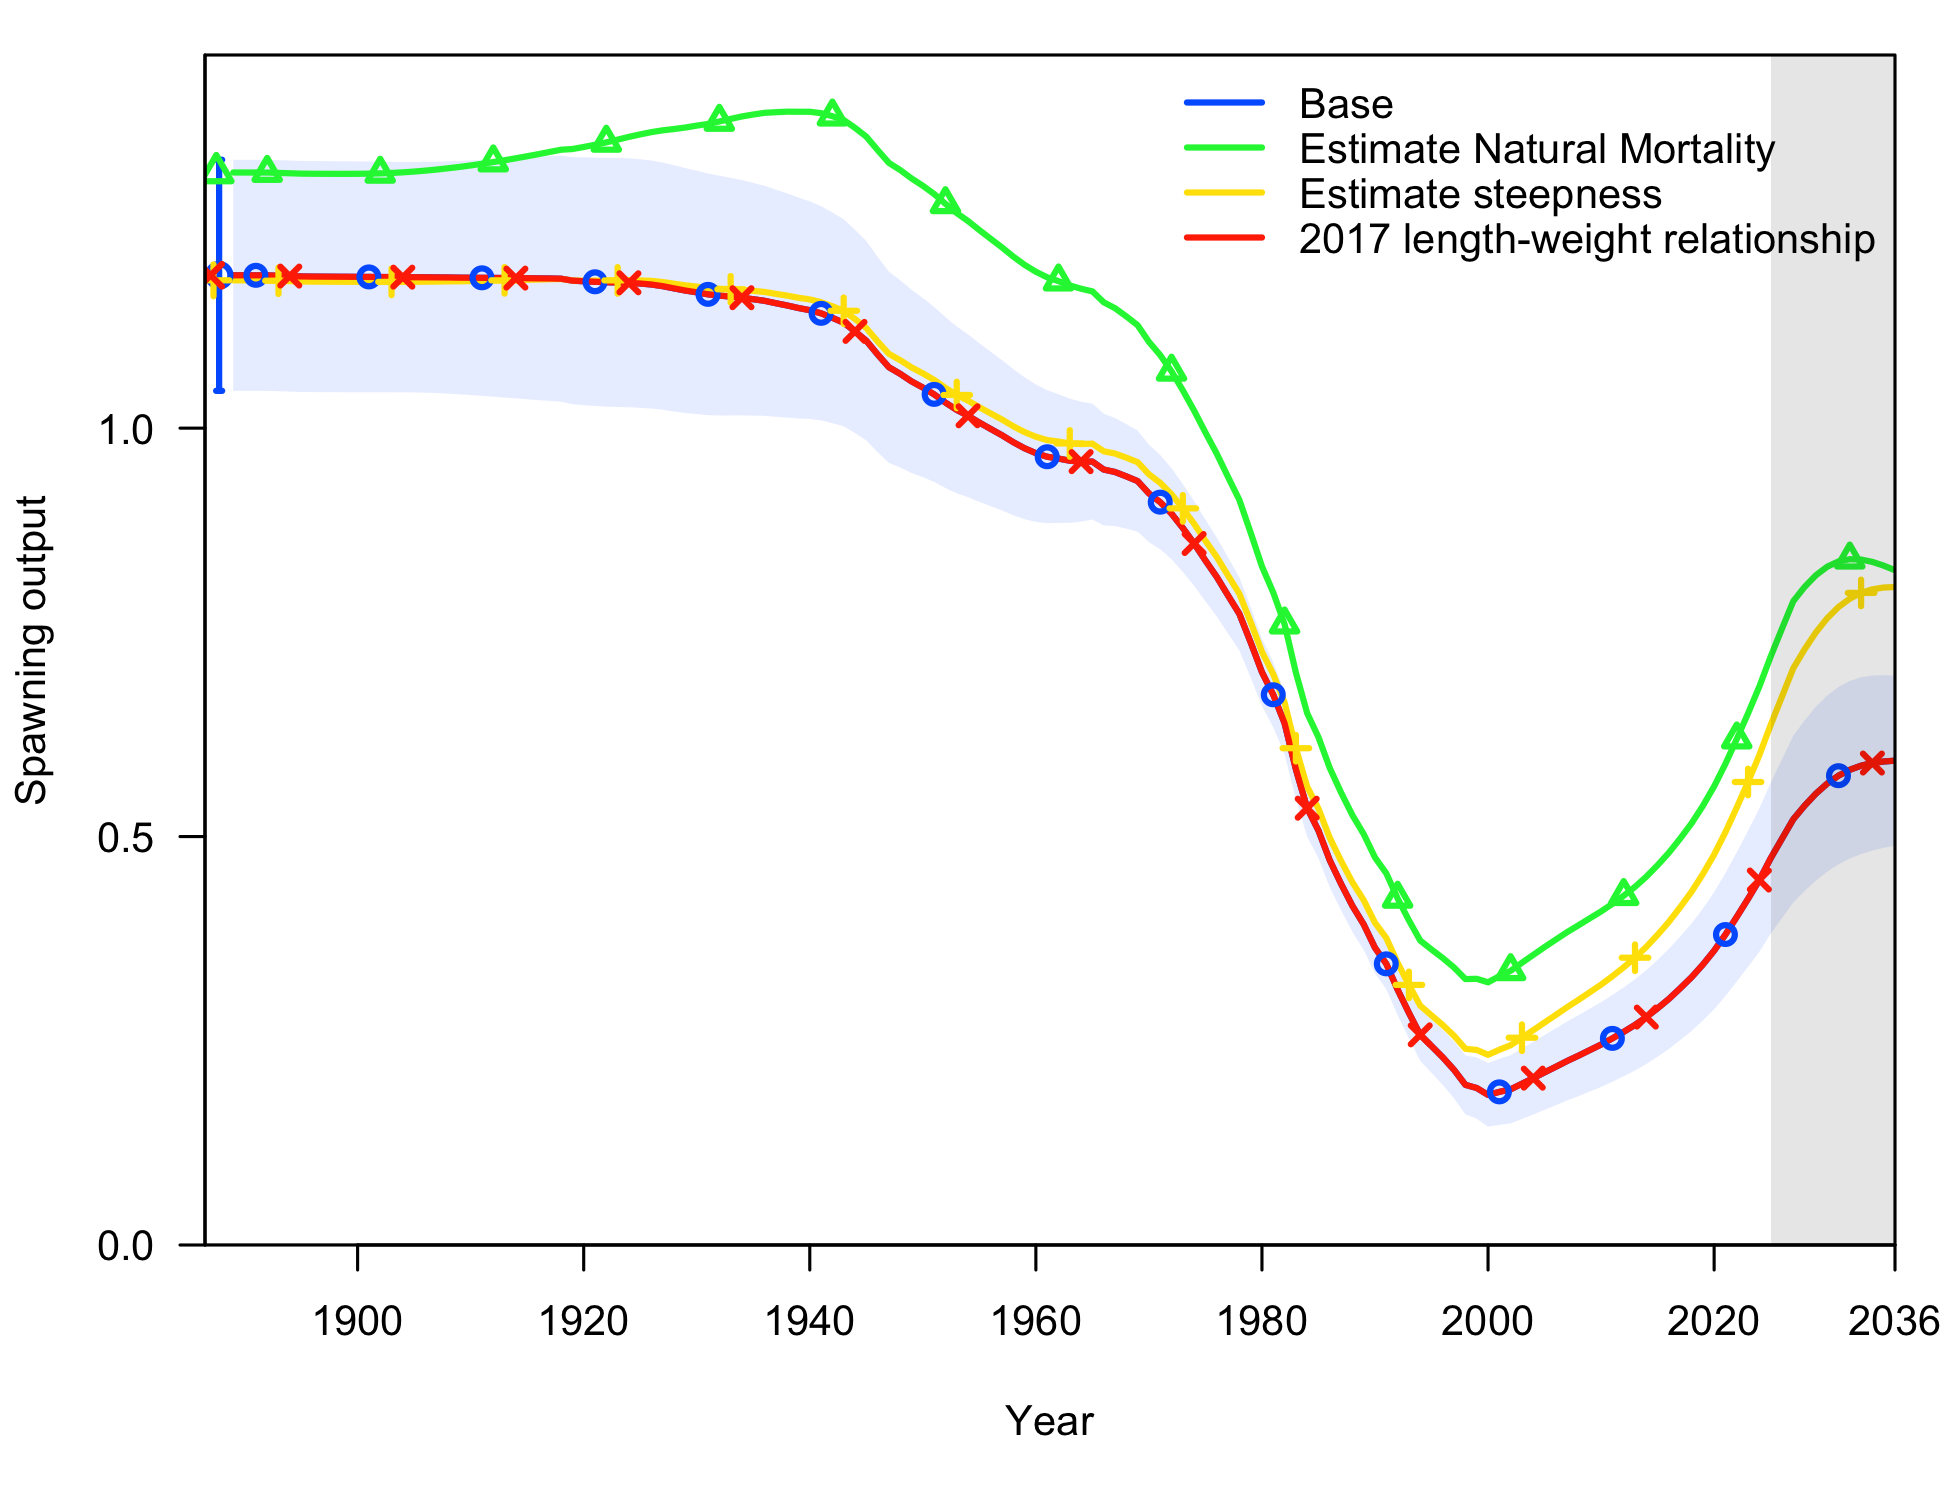 Base
Estimate Natural Mortality
Estimate steepness
2017 length-weight relationship
Spawning output
1.0
0.5
0.0
1900 1920 1940 1960 1980 2000 2020 2036
Year